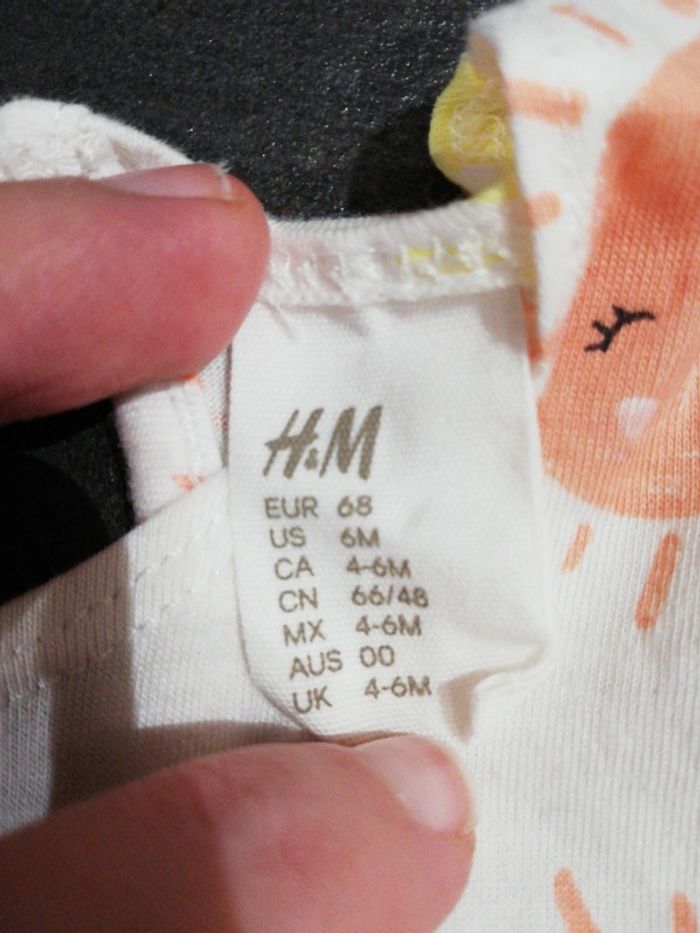 H&M
EUR 68
US 6M
CA 4-6M
CN 66/48
MX 4-6M
AUS 00
UK 4-6M